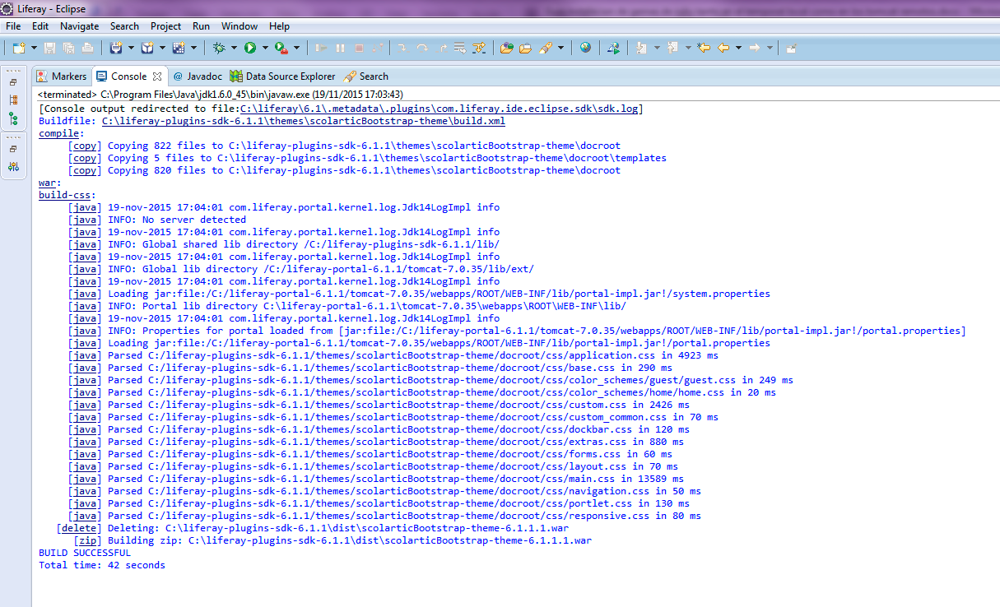 Liferay - Eclipse
File Edit Navigate Search Project Run Window Help
Markers Console @ Javadoc Data Source Explorer Search
<terminated> C:\Program Files\Java\jdk1.6.0_45\bin\javaw.exe (19/11/2015 17:03:43)
[Console output redirected to file:C:\liferay\6.1\.metadata\.plugins\com.liferay.ide.eclipse.sdk\sdk.log]
Buildfile: C:\liferay-plugins-sdk-6.1.1\themes\scolarticBootstrap-theme\build.xml
compile:
[copy] Copying 822 files to C:\liferay-plugins-sdk-6.1.1\themes\scolarticBootstrap-theme\docroot
[copy] Copying 5 files to C:\liferay-plugins-sdk-6.1.1\themes\scolarticBootstrap-theme\docroot\templates
[copy] Copying 820 files to C:\liferay-plugins-sdk-6.1.1\themes\scolarticBootstrap-theme\docroot
war:
build-css:
[java] 19-nov-2015 17:04:01 com.liferay.portal.kernel.log.Jdk14LogImpl info
[java] INFO: No server detected
[java] 19-nov-2015 17:04:01 com.liferay.portal.kernel.log.Jdk14LogImpl info
[java] INFO: Global shared lib directory /C:/liferay-plugins-sdk-6.1.1/lib/
[java] 19-nov-2015 17:04:01 com.liferay.portal.kernel.log.Jdk14LogImpl info
[java] INFO: Global lib directory /C:/liferay-portal-6.1.1/tomcat-7.0.35/lib/ext/
[java] 19-nov-2015 17:04:01 com.liferay.portal.kernel.log.Jdk14LogImpl info
[java] Loading jar:file:/C:/liferay-portal-6.1.1/tomcat-7.0.35/webapps/ROOT/WEB-INF/lib/portal-impl.jar!/system.properties
[java] INFO: Portal lib directory C:\liferay-portal-6.1.1\tomcat-7.0.35\webapps\ROOT\WEB-INF\lib/
[java] 19-nov-2015 17:04:01 com.liferay.portal.kernel.log.Jdk14LogImpl info
[java] INFO: Properties for portal loaded from [jar:file:/C:/liferay-portal-6.1.1/tomcat-7.0.35/webapps/ROOT/WEB-INF/lib/portal-impl.jar!/portal.properties]
[java] Loading jar:file:/C:/liferay-portal-6.1.1/tomcat-7.0.35/webapps/ROOT/WEB-INF/lib/portal-impl.jar!/portal.properties
[java] Parsed C:/liferay-plugins-sdk-6.1.1/themes/scolarticBootstrap-theme/docroot/css/application.css in 4923 ms
[java] Parsed C:/liferay-plugins-sdk-6.1.1/themes/scolarticBootstrap-theme/docroot/css/base.css in 290 ms
[java] Parsed C:/liferay-plugins-sdk-6.1.1/themes/scolarticBootstrap-theme/docroot/css/color_schemes/guest/guest.css in 249 ms
[java] Parsed C:/liferay-plugins-sdk-6.1.1/themes/scolarticBootstrap-theme/docroot/css/color_schemes/home/home.css in 20 ms
[java] Parsed C:/liferay-plugins-sdk-6.1.1/themes/scolarticBootstrap-theme/docroot/css/custom.css in 2426 ms
[java] Parsed C:/liferay-plugins-sdk-6.1.1/themes/scolarticBootstrap-theme/docroot/css/custom_common.css in 70 ms
[java] Parsed C:/liferay-plugins-sdk-6.1.1/themes/scolarticBootstrap-theme/docroot/css/dockbar.css in 120 ms
[java] Parsed C:/liferay-plugins-sdk-6.1.1/themes/scolarticBootstrap-theme/docroot/css/extras.css in 880 ms
[java] Parsed C:/liferay-plugins-sdk-6.1.1/themes/scolarticBootstrap-theme/docroot/css/forms.css in 60 ms
[java] Parsed C:/liferay-plugins-sdk-6.1.1/themes/scolarticBootstrap-theme/docroot/css/layout.css in 70 ms
[java] Parsed C:/liferay-plugins-sdk-6.1.1/themes/scolarticBootstrap-theme/docroot/css/main.css in 13589 ms
[java] Parsed C:/liferay-plugins-sdk-6.1.1/themes/scolarticBootstrap-theme/docroot/css/navigation.css in 50 ms
[java] Parsed C:/liferay-plugins-sdk-6.1.1/themes/scolarticBootstrap-theme/docroot/css/portlet.css in 130 ms
[java] Parsed C:/liferay-plugins-sdk-6.1.1/themes/scolarticBootstrap-theme/docroot/css/responsive.css in 80 ms
[delete] Deleting: C:\liferay-plugins-sdk-6.1.1\dist\scolarticBootstrap-theme-6.1.1.1.war
[zip] Building zip: C:\liferay-plugins-sdk-6.1.1\dist\scolarticBootstrap-theme-6.1.1.1.war
BUILD SUCCESSFUL
Total time: 42 seconds